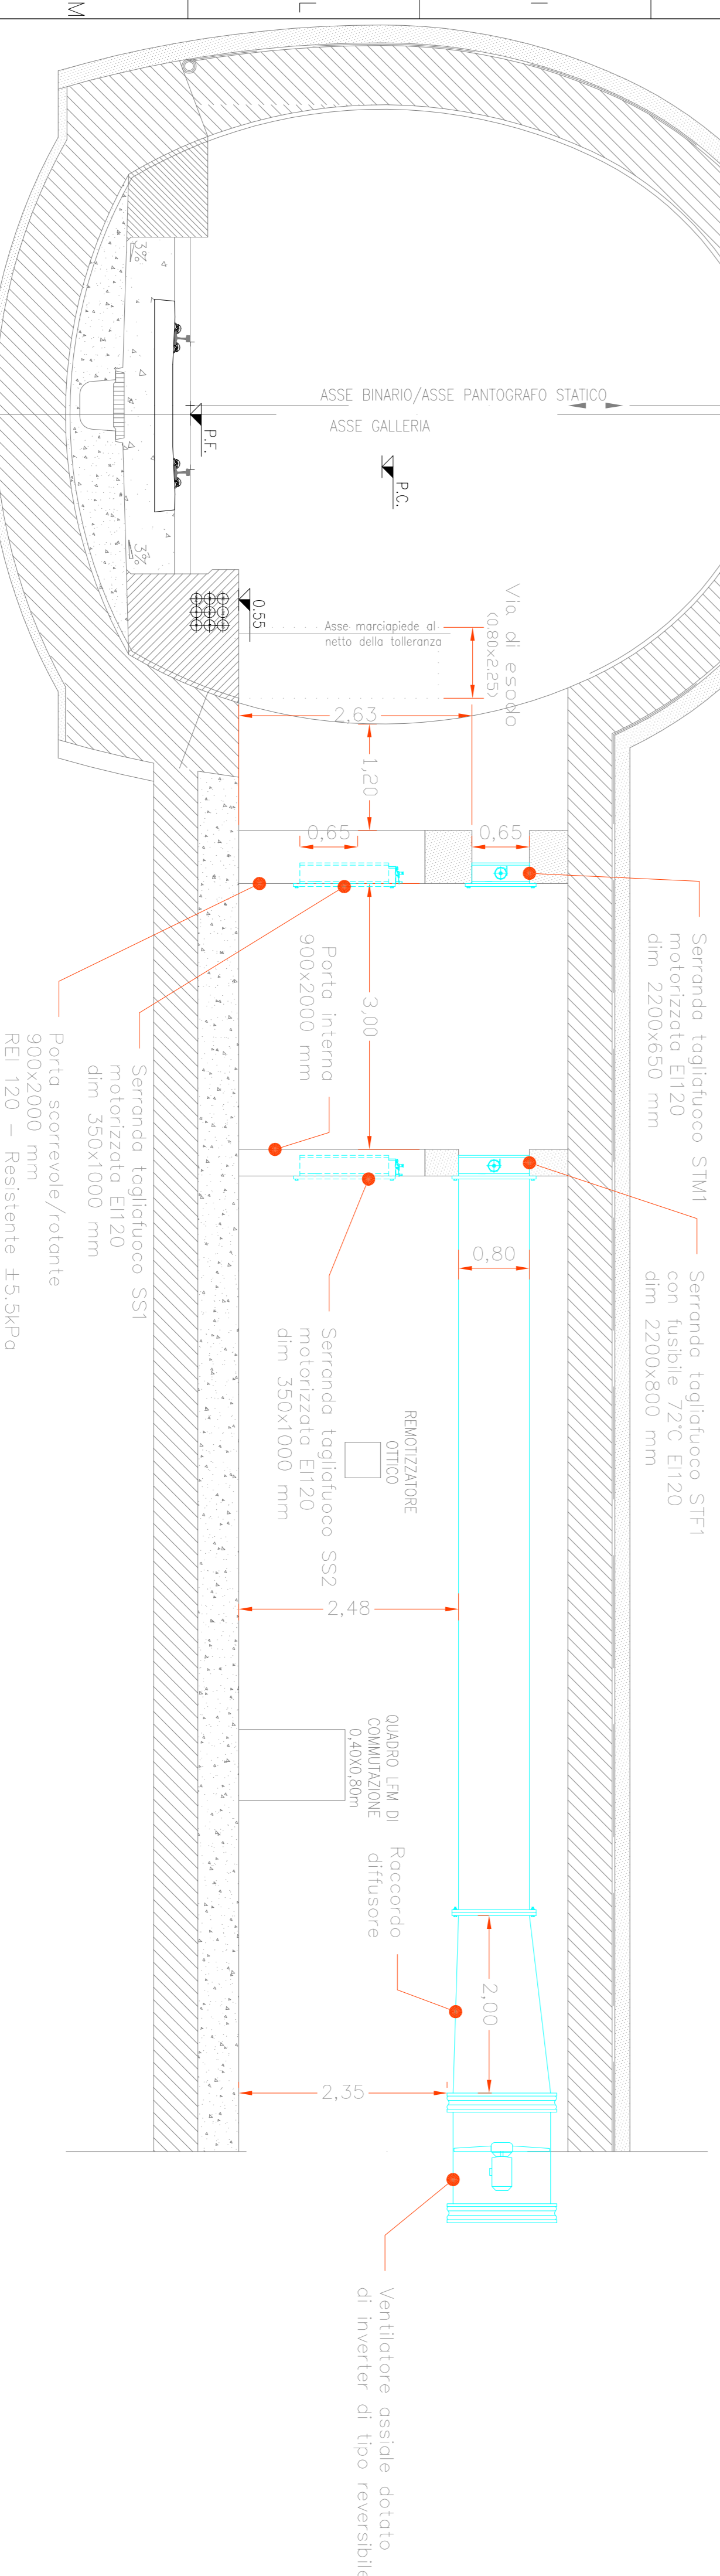 M
L
I
3%
3%
ASSE BINARIO/ASSE PANTOGRAFO STATICO
ASSE GALLERIA
P.F.
P.C.
0.55
Asse marciapiede al
netto della tolleranza
Via di esodo
(0.80x2.25)
2,63
1,20
0,65
0,65
3,00
Serranda tagliafuoco STM1
motorizzata EI120
dim 2200x650 mm
Porta interna
900x2000 mm
Porta scorrevole/rotante
900x2000 mm
REI 120 – Resistente ±5.5kPa
Serranda tagliafuoco SS1
motorizzata EI120
dim 350x1000 mm
Serranda tagliafuoco STF1
con fusibile 72°C EI120
dim 2200x800 mm
0,80
Serranda tagliafuoco SS2
motorizzata EI120
dim 350x1000 mm
REMOTIZZATORE
OTTICO
2,48
QUADRO LFM DI
COMMUTAZIONE
0,40X0,80m
Raccordo
diffusore
2,00
2,35
Ventilatore assiale dotato
di inverter di tipo reversibile